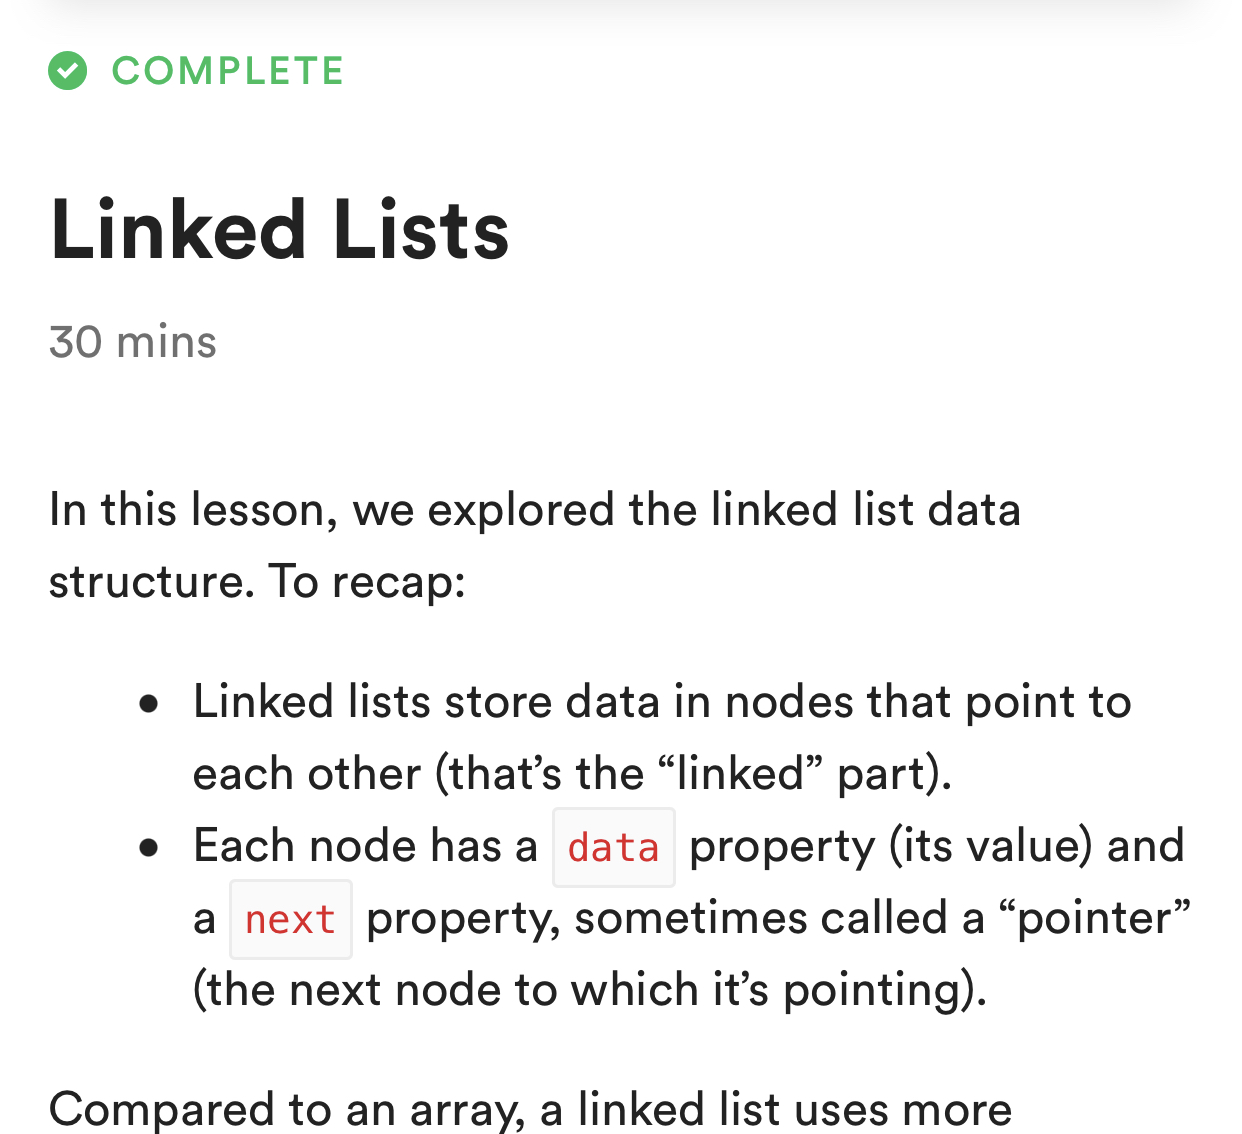 COMPLETE
Linked Lists
30 mins
In this lesson, we explored the linked list data
structure. To recap:
• Linked lists store data in nodes that point to
each other (that’s the “linked” part).
• Each node has a data property (its value) and
a next property, sometimes called a “pointer”
(the next node to which it’s pointing).
Compared to an array, a linked list uses more